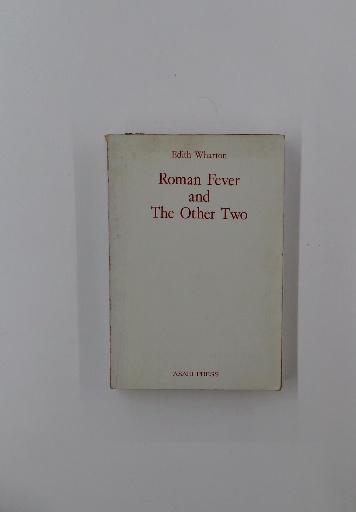 Edith Wharton
Roman Fever
and
The Other Two
ASAHI PRESS